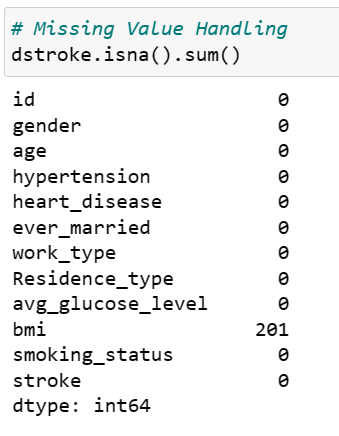 # Missing Value Handling
dstroke.isna().sum()
id 0
gender 0
age 0
hypertension 0
heart_disease 0
ever_married 0
work_type 0
Residence_type 0
avg_glucose_level 0
bmi 201
smoking_status 0
stroke 0
dtype: int64